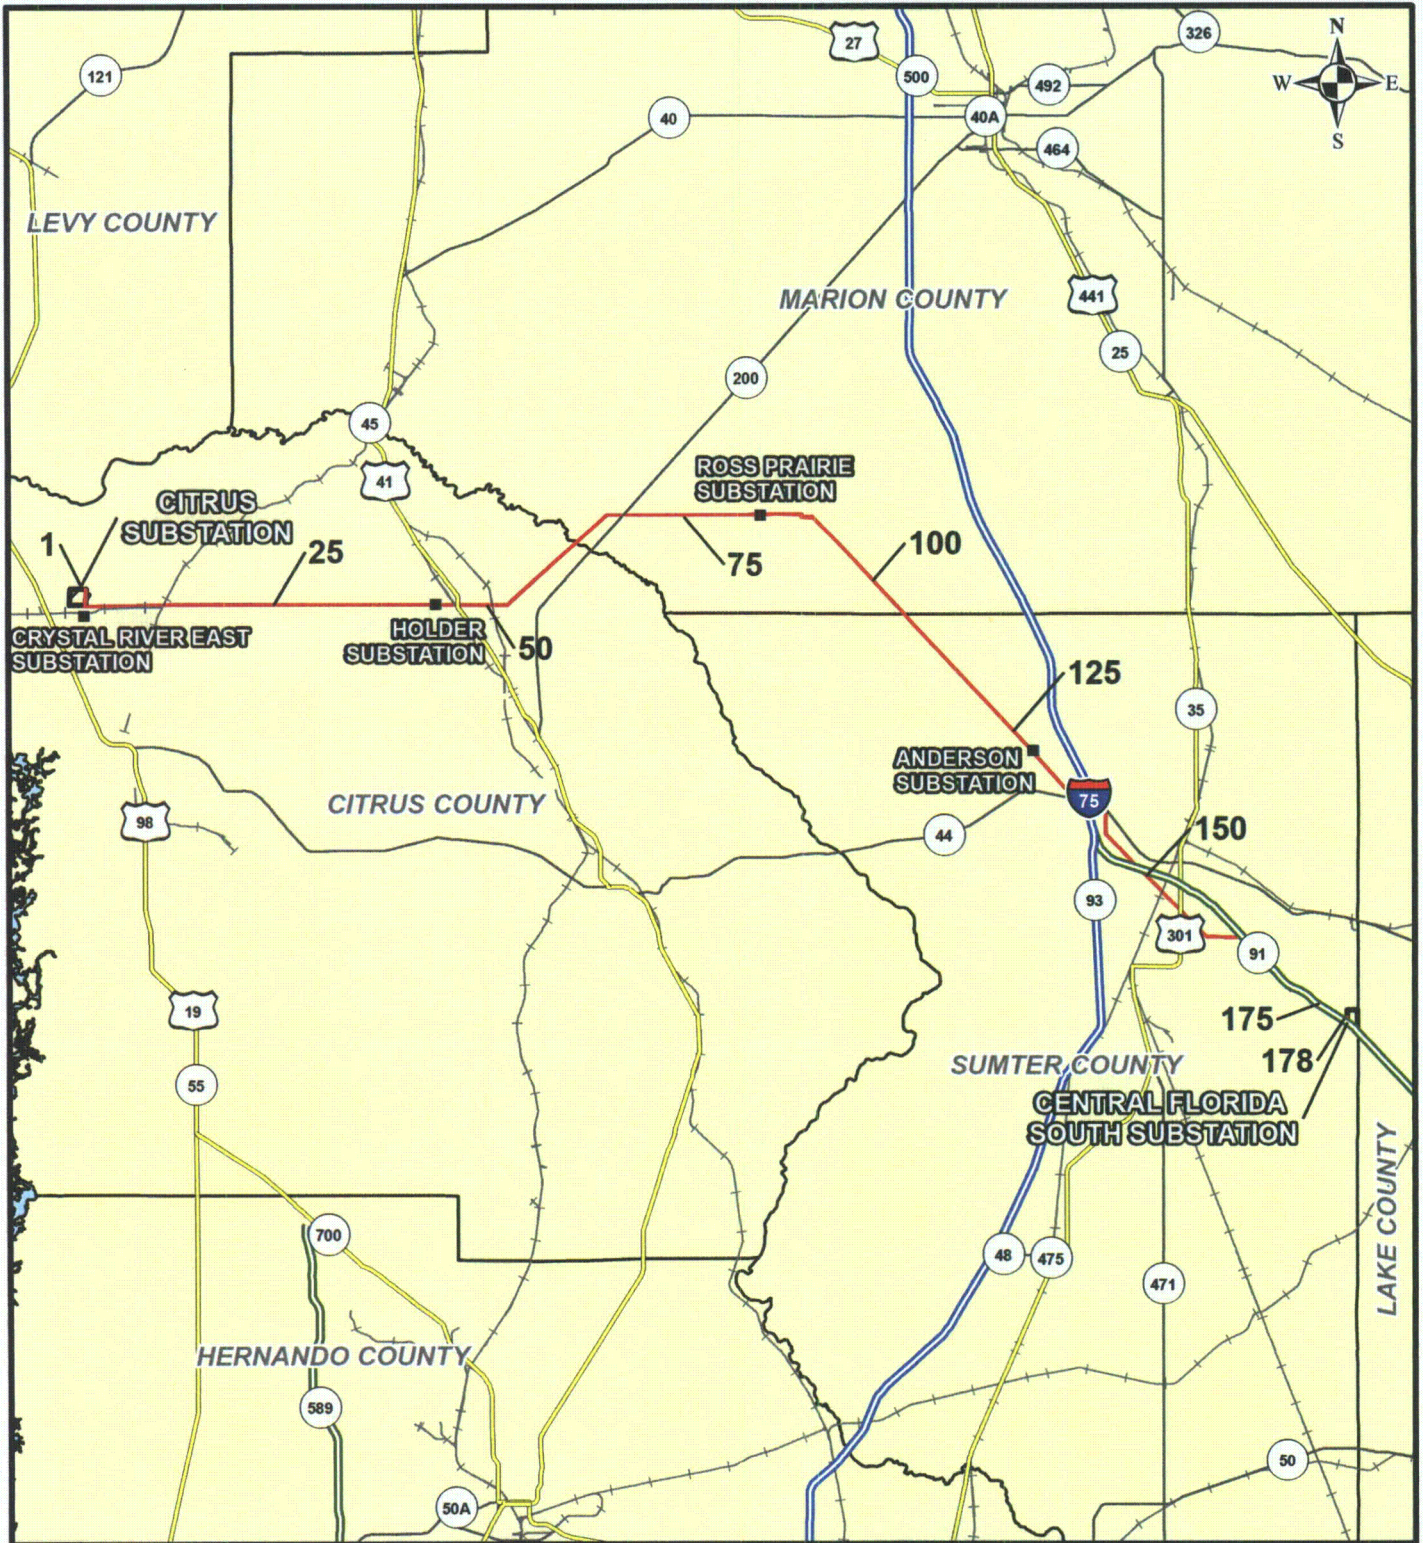 326
N
27
500
121
492
W
E
40
40A
464
S
LEVY COUNTY
441
MARION COUNTY
25
200
45
ROSS PRAIRIE
SUBSTATION
41
CITRUS
SUBSTATION
1
25
75
100
CRYSTAL RIVER EAST
SUBSTATION
HOLDER
SUBSTATION
50
125
35
ANDERSON
SUBSTATION
75
CITRUS COUNTY
98
44
150
93
301
91
19
175
178
SUMTER COUNTY
55
CENTRAL FLORIDA
SOUTH SUBSTATION
LAKE COUNTY
700
48
475
471
HERNANDO COUNTY
589
50
50A